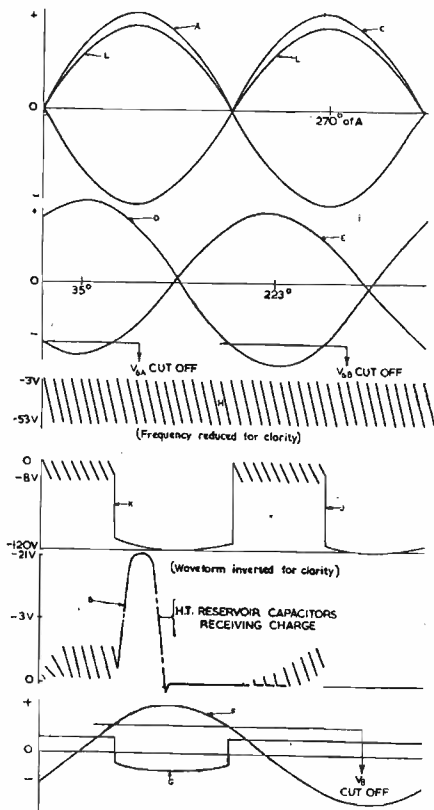 +
A
C
L
L
O
270° of A
-
+
D
E
i
O
35°
223°
-
V6A CUT OFF
V6B CUT OFF
-3V
H
-53V
(Frequency reduced for clarity)
O
-8V
K
J
-120V
-21V
(Waveform inverted for clarity)
B
H.T. RESERVOIR CAPACITORS
RECEIVING CHARGE
-3V
O
+
F
O
-
G
V8
CUT OFF